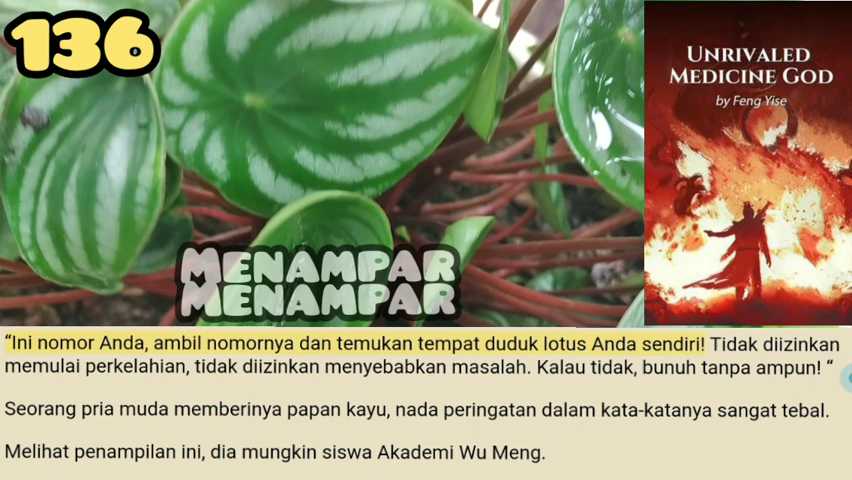 136
UNRIVALED
MEDICINE GOD
by Feng Yise
MENAMPAR
MENAMPAR
“Ini nomor Anda, ambil nomornya dan temukan tempat duduk lotus Anda sendiri! Tidak diizinkan
memulai perkelahian, tidak diizinkan menyebabkan masalah. Kalau tidak, bunuh tanpa ampun! “
Seorang pria muda memberinya papan kayu, nada peringatan dalam kata-katanya sangat tebal.
Melihat penampilan ini, dia mungkin siswa Akademi Wu Meng.